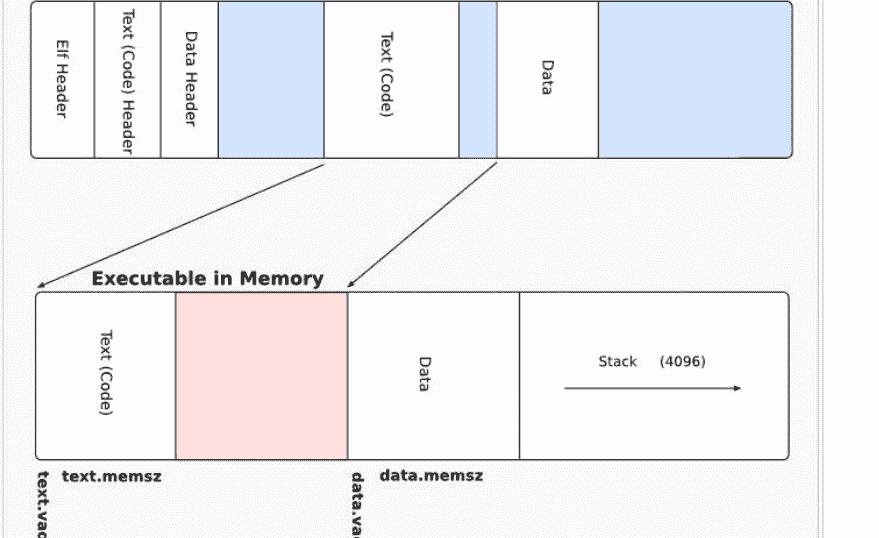 Elf Header
Text (Code) Header
Data Header
Text (Code)
Data
Executable in Memory
Text (Code)
Data
Stack (4096)
text.memsz
data.memsz